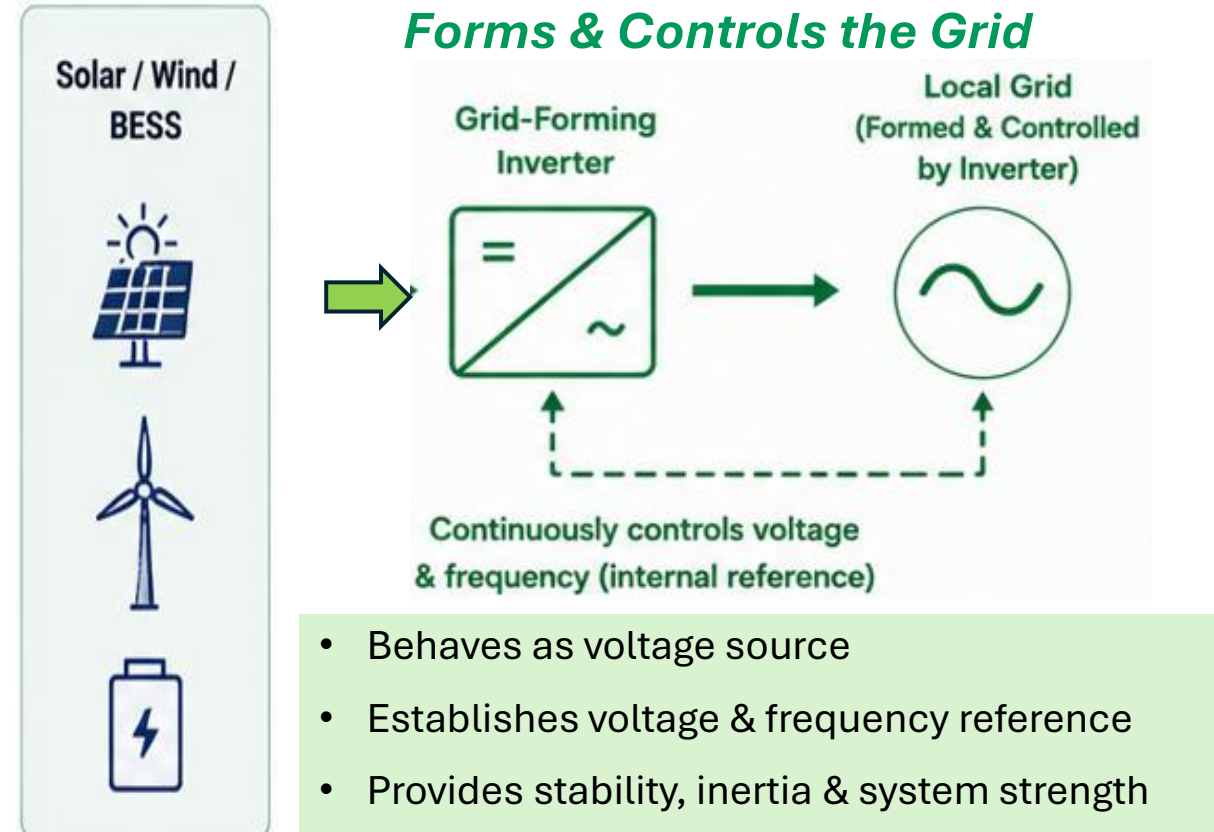 Forms & Controls the Grid
Solar / Wind /
BESS
Grid-Forming
Inverter
Local Grid
(Formed & Controlled
by Inverter)
Continuously controls voltage
& frequency (internal reference)
• Behaves as voltage source
• Establishes voltage & frequency reference
• Provides stability, inertia & system strength